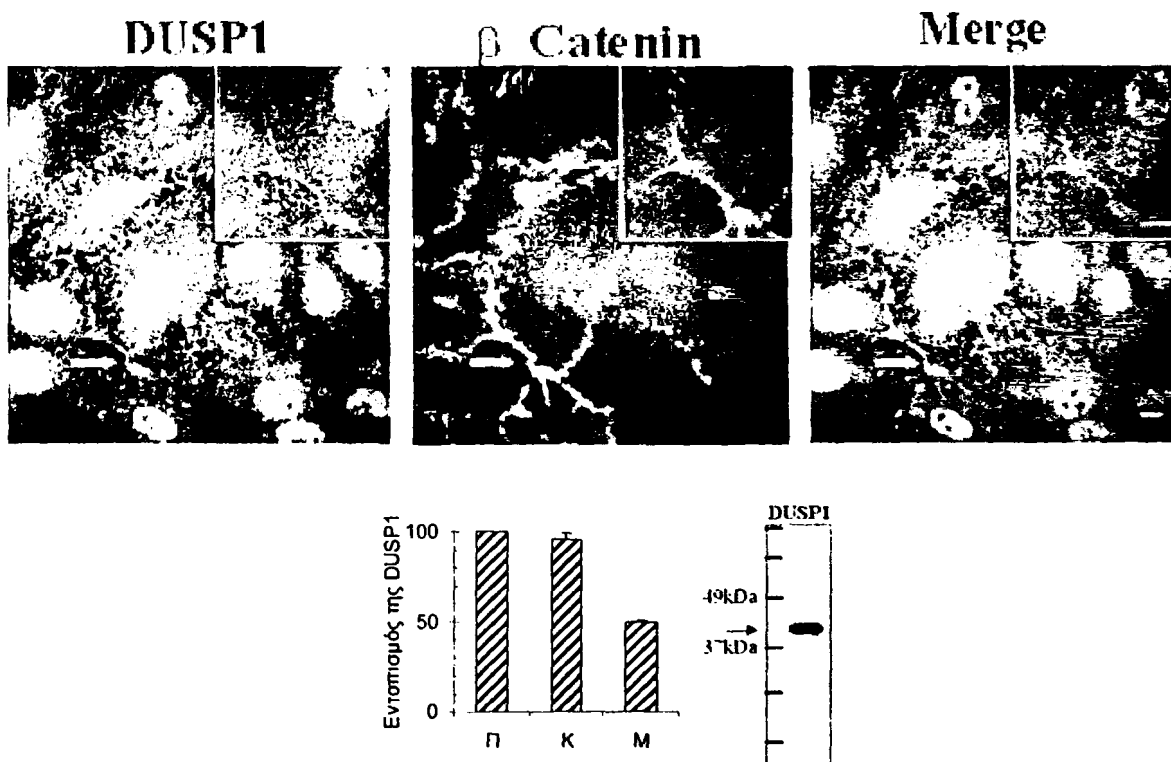 DUSP1
β Catenin
Merge
Εντοπισμός της DUSP1
100
50
0
Π
Κ
Μ
DUSP1
49kDa
37kDa